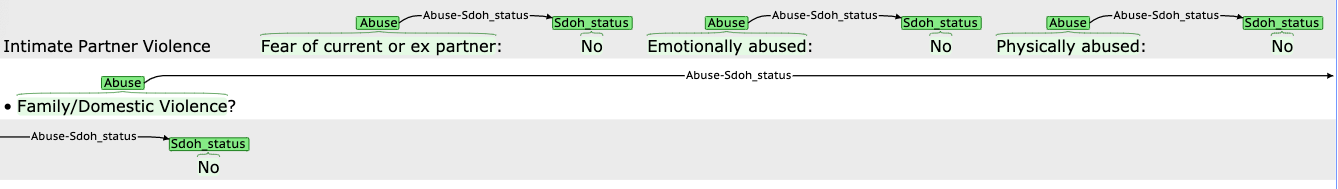 Abuse Abuse-Sdoh_status Sdoh_status Abuse Abuse-Sdoh_status Sdoh_status Abuse Abuse-Sdoh_status Sdoh_status
Intimate Partner Violence Fear of current or ex partner: No Emotionally abused: No Physically abused: No
Abuse Abuse-Sdoh_status
• Family/Domestic Violence?
Abuse-Sdoh_status Sdoh_status
No